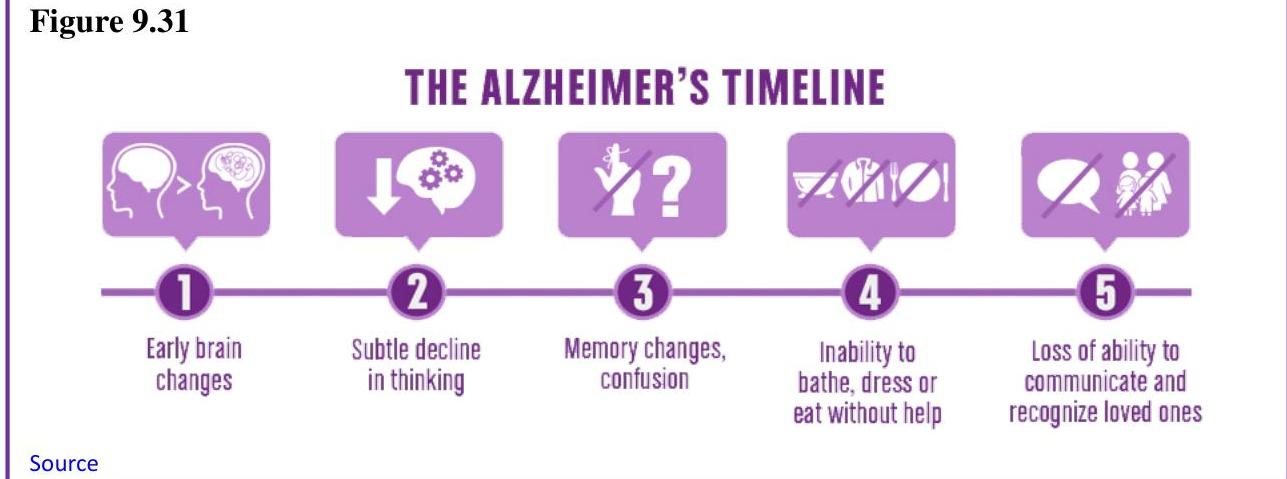 Figure 9.31
THE ALZHEIMER'S TIMELINE
>
?
1
2
3
4
5
Early brain
changes
Subtle decline
in thinking
Memory changes,
confusion
Inability to
bathe, dress or
eat without help
Loss of ability to
communicate and
recognize loved ones
Source